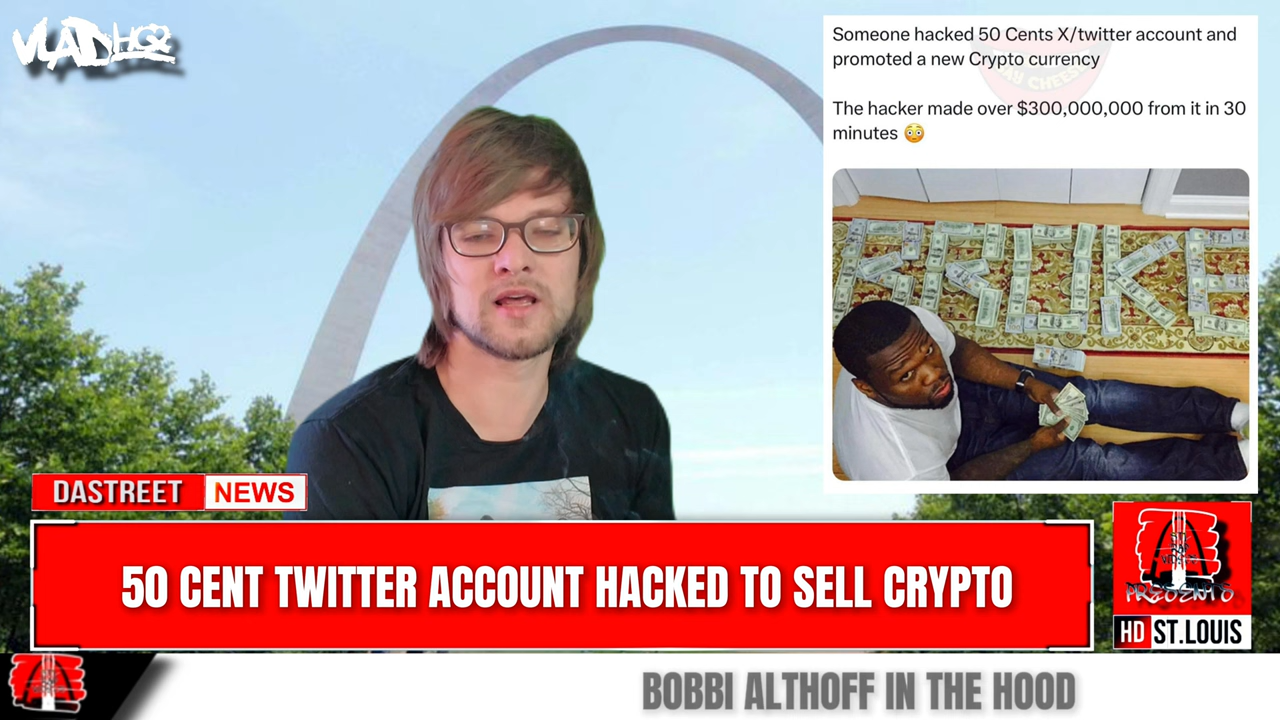 VLADHQ
Someone hacked 50 Cents X/twitter account and
promoted a new Crypto currency
SAY CHEESE
The hacker made over $300,000,000 from it in 30
minutes 😳
DASTREET NEWS
50 CENT TWITTER ACCOUNT HACKED TO SELL CRYPTO
PRESENTS
HD ST.LOUIS
BOBBI ALTHOFF IN THE HOOD